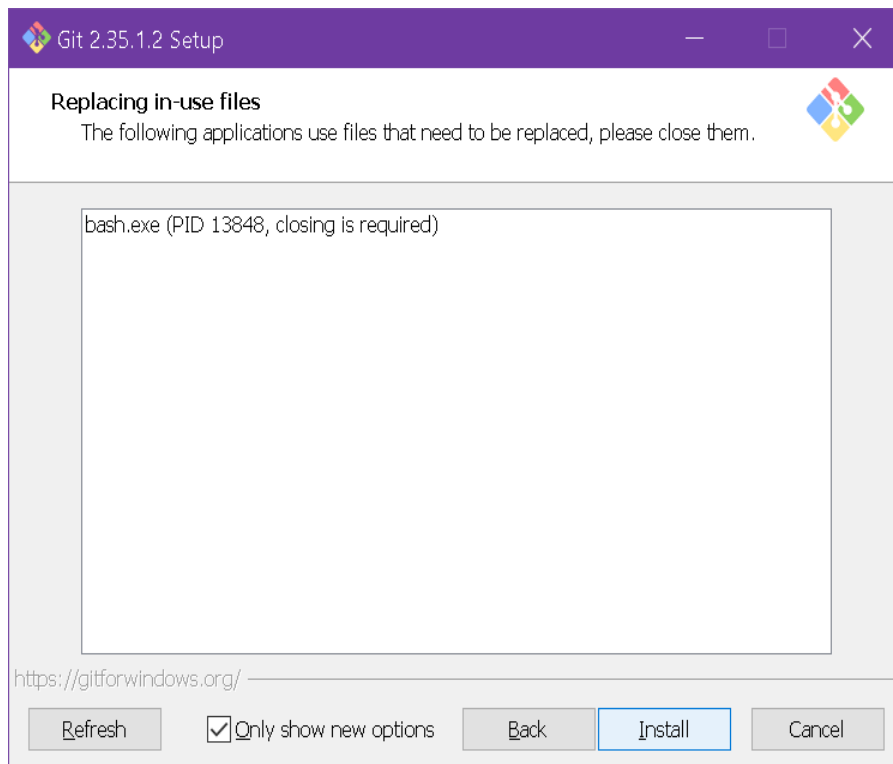 Git 2.35.1.2 Setup
Replacing in-use files
The following applications use files that need to be replaced, please close them.
bash.exe (PID 13848, closing is required)
https://gitforwindows.org/
Refresh
Only show new options
Back
Install
Cancel